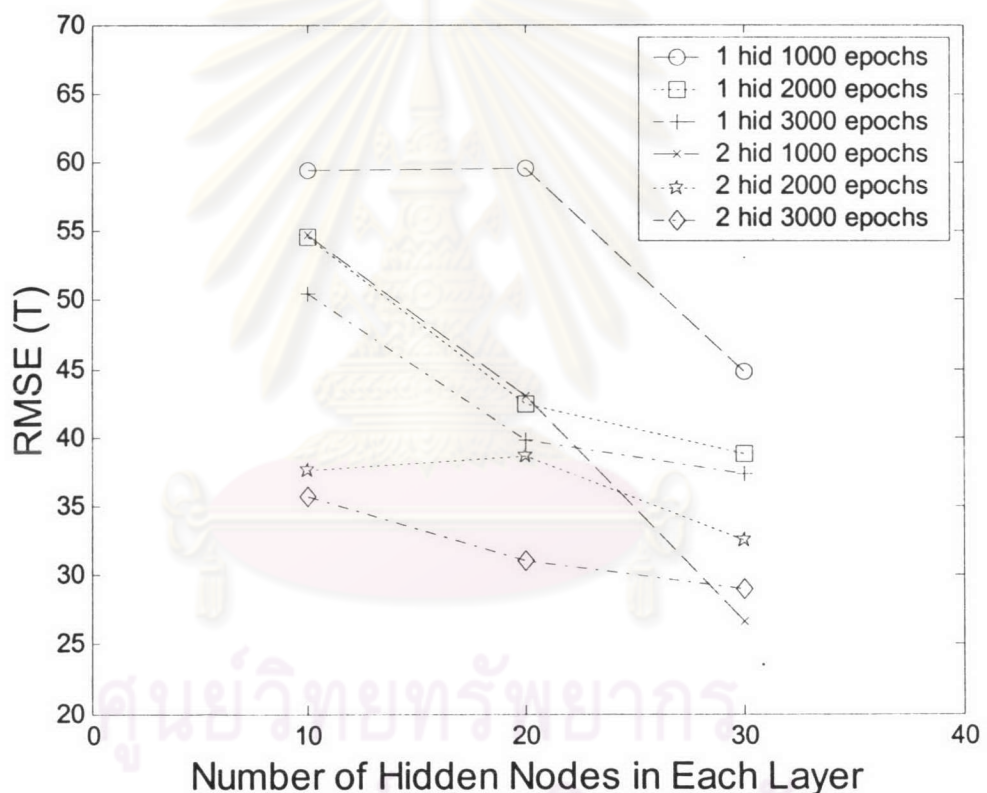 70
65
60
55
50
45
40
35
30
25
20
RMSE (T)
1 hid 1000 epochs
1 hid 2000 epochs
1 hid 3000 epochs
2 hid 1000 epochs
2 hid 2000 epochs
2 hid 3000 epochs
0
10
20
30
40
Number of Hidden Nodes in Each Layer
ศูนย์วิทยทรัพยากร